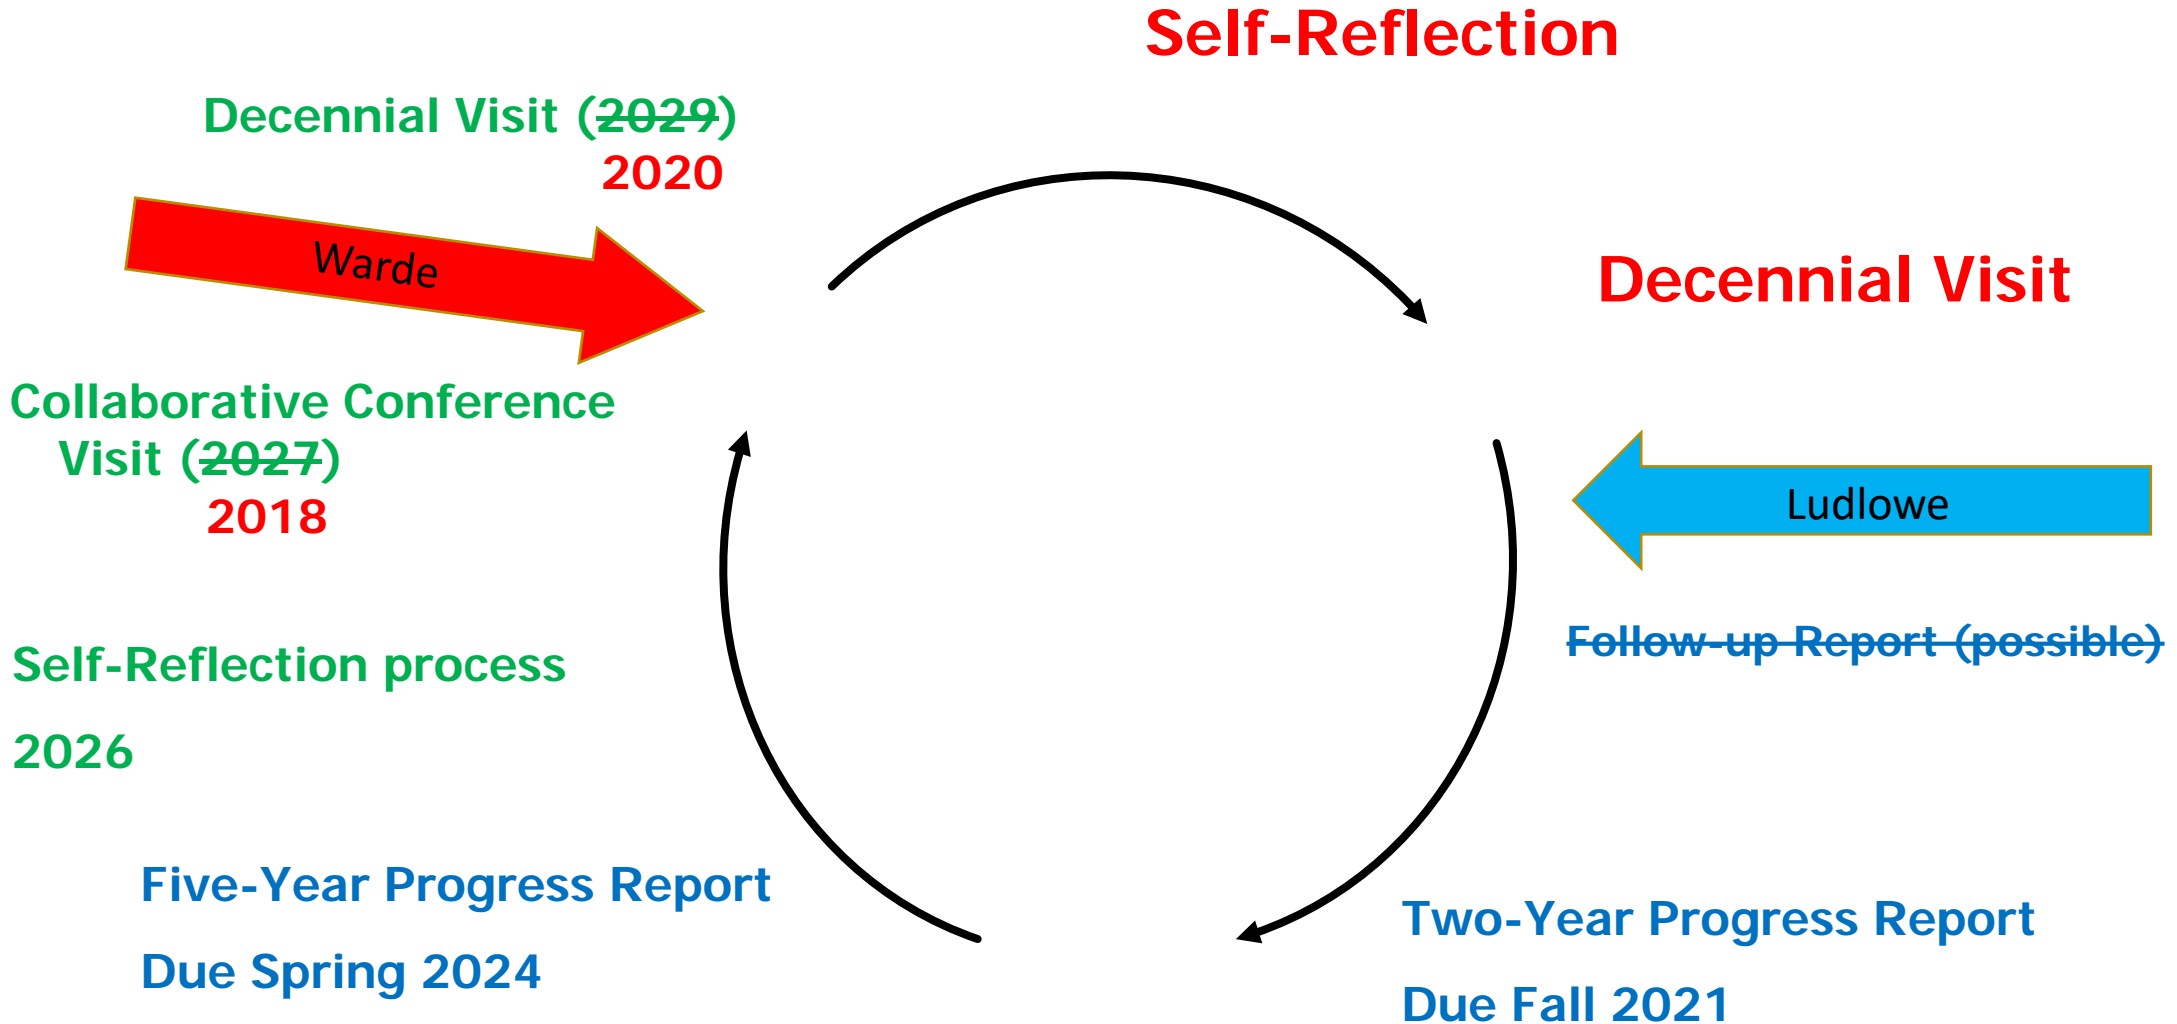 Self-Reflection
Decennial Visit (2029)
2020
Warde
Decennial Visit
Collaborative Conference
Visit (2027)
2018
Ludlowe
Follow-up Report (possible)
Self-Reflection process
2026
Five-Year Progress Report
Due Spring 2024
Two-Year Progress Report
Due Fall 2021